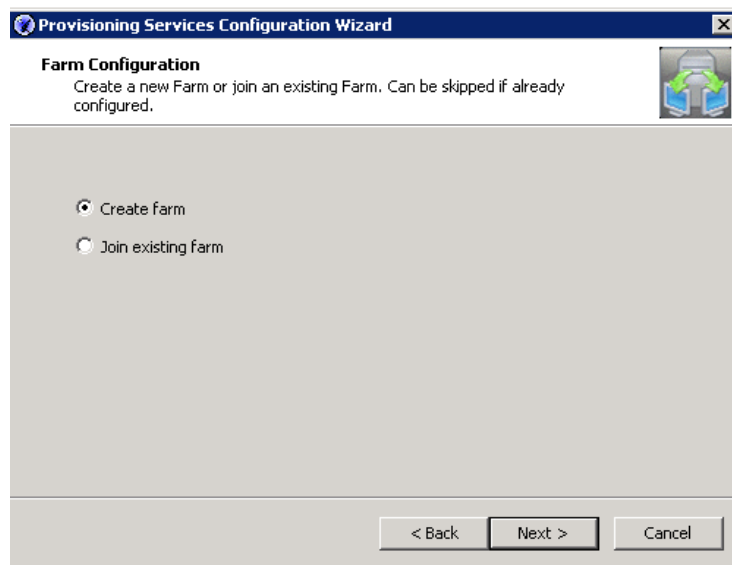 Provisioning Services Configuration Wizard
Farm Configuration
Create a new Farm or join an existing Farm. Can be skipped if already
configured.
Create farm
Join existing farm
< Back
Next >
Cancel